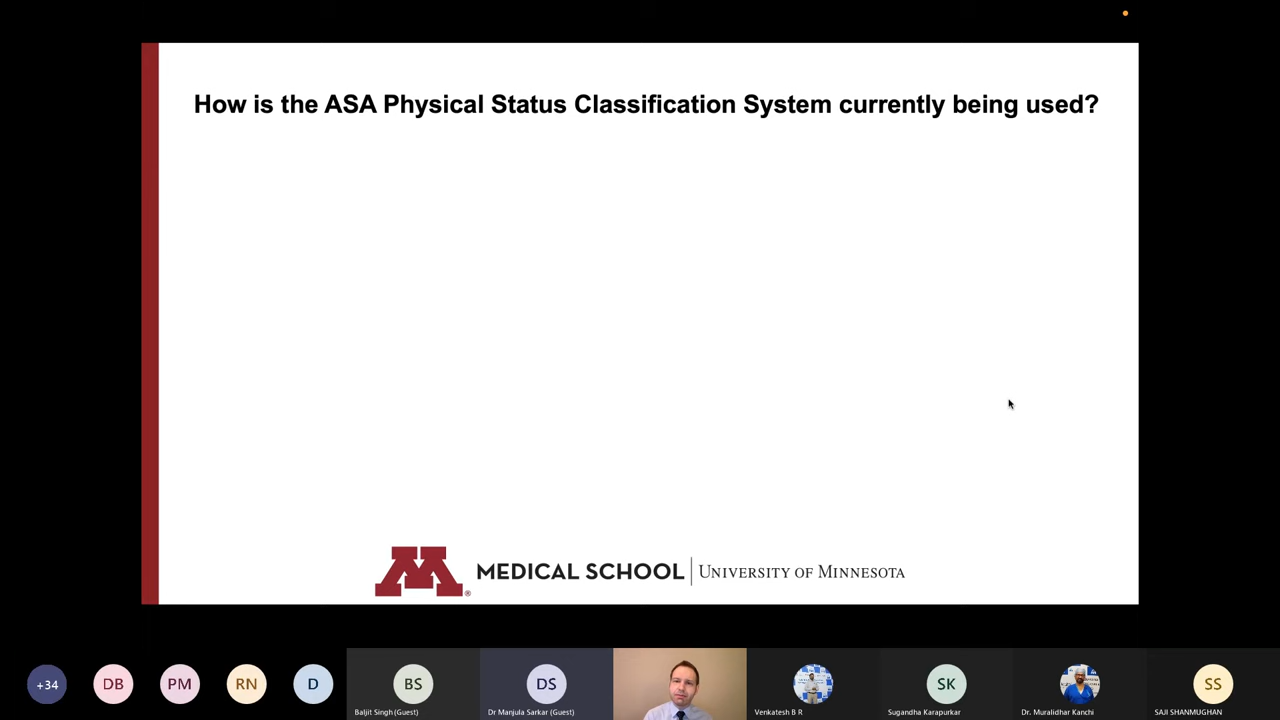 How is the ASA Physical Status Classification System currently being used?
M ®
MEDICAL SCHOOL | UNIVERSITY OF MINNESOTA
+34
DB
PM
RN
D
BS
Baljit Singh (Guest)
DS
Dr Manjula Sarkar (Guest)
Venkatesh B R
SK
Sugandha Karapurkar
Dr. Muralidhar Kanchi
SS
SAJI SHANMUGHAN